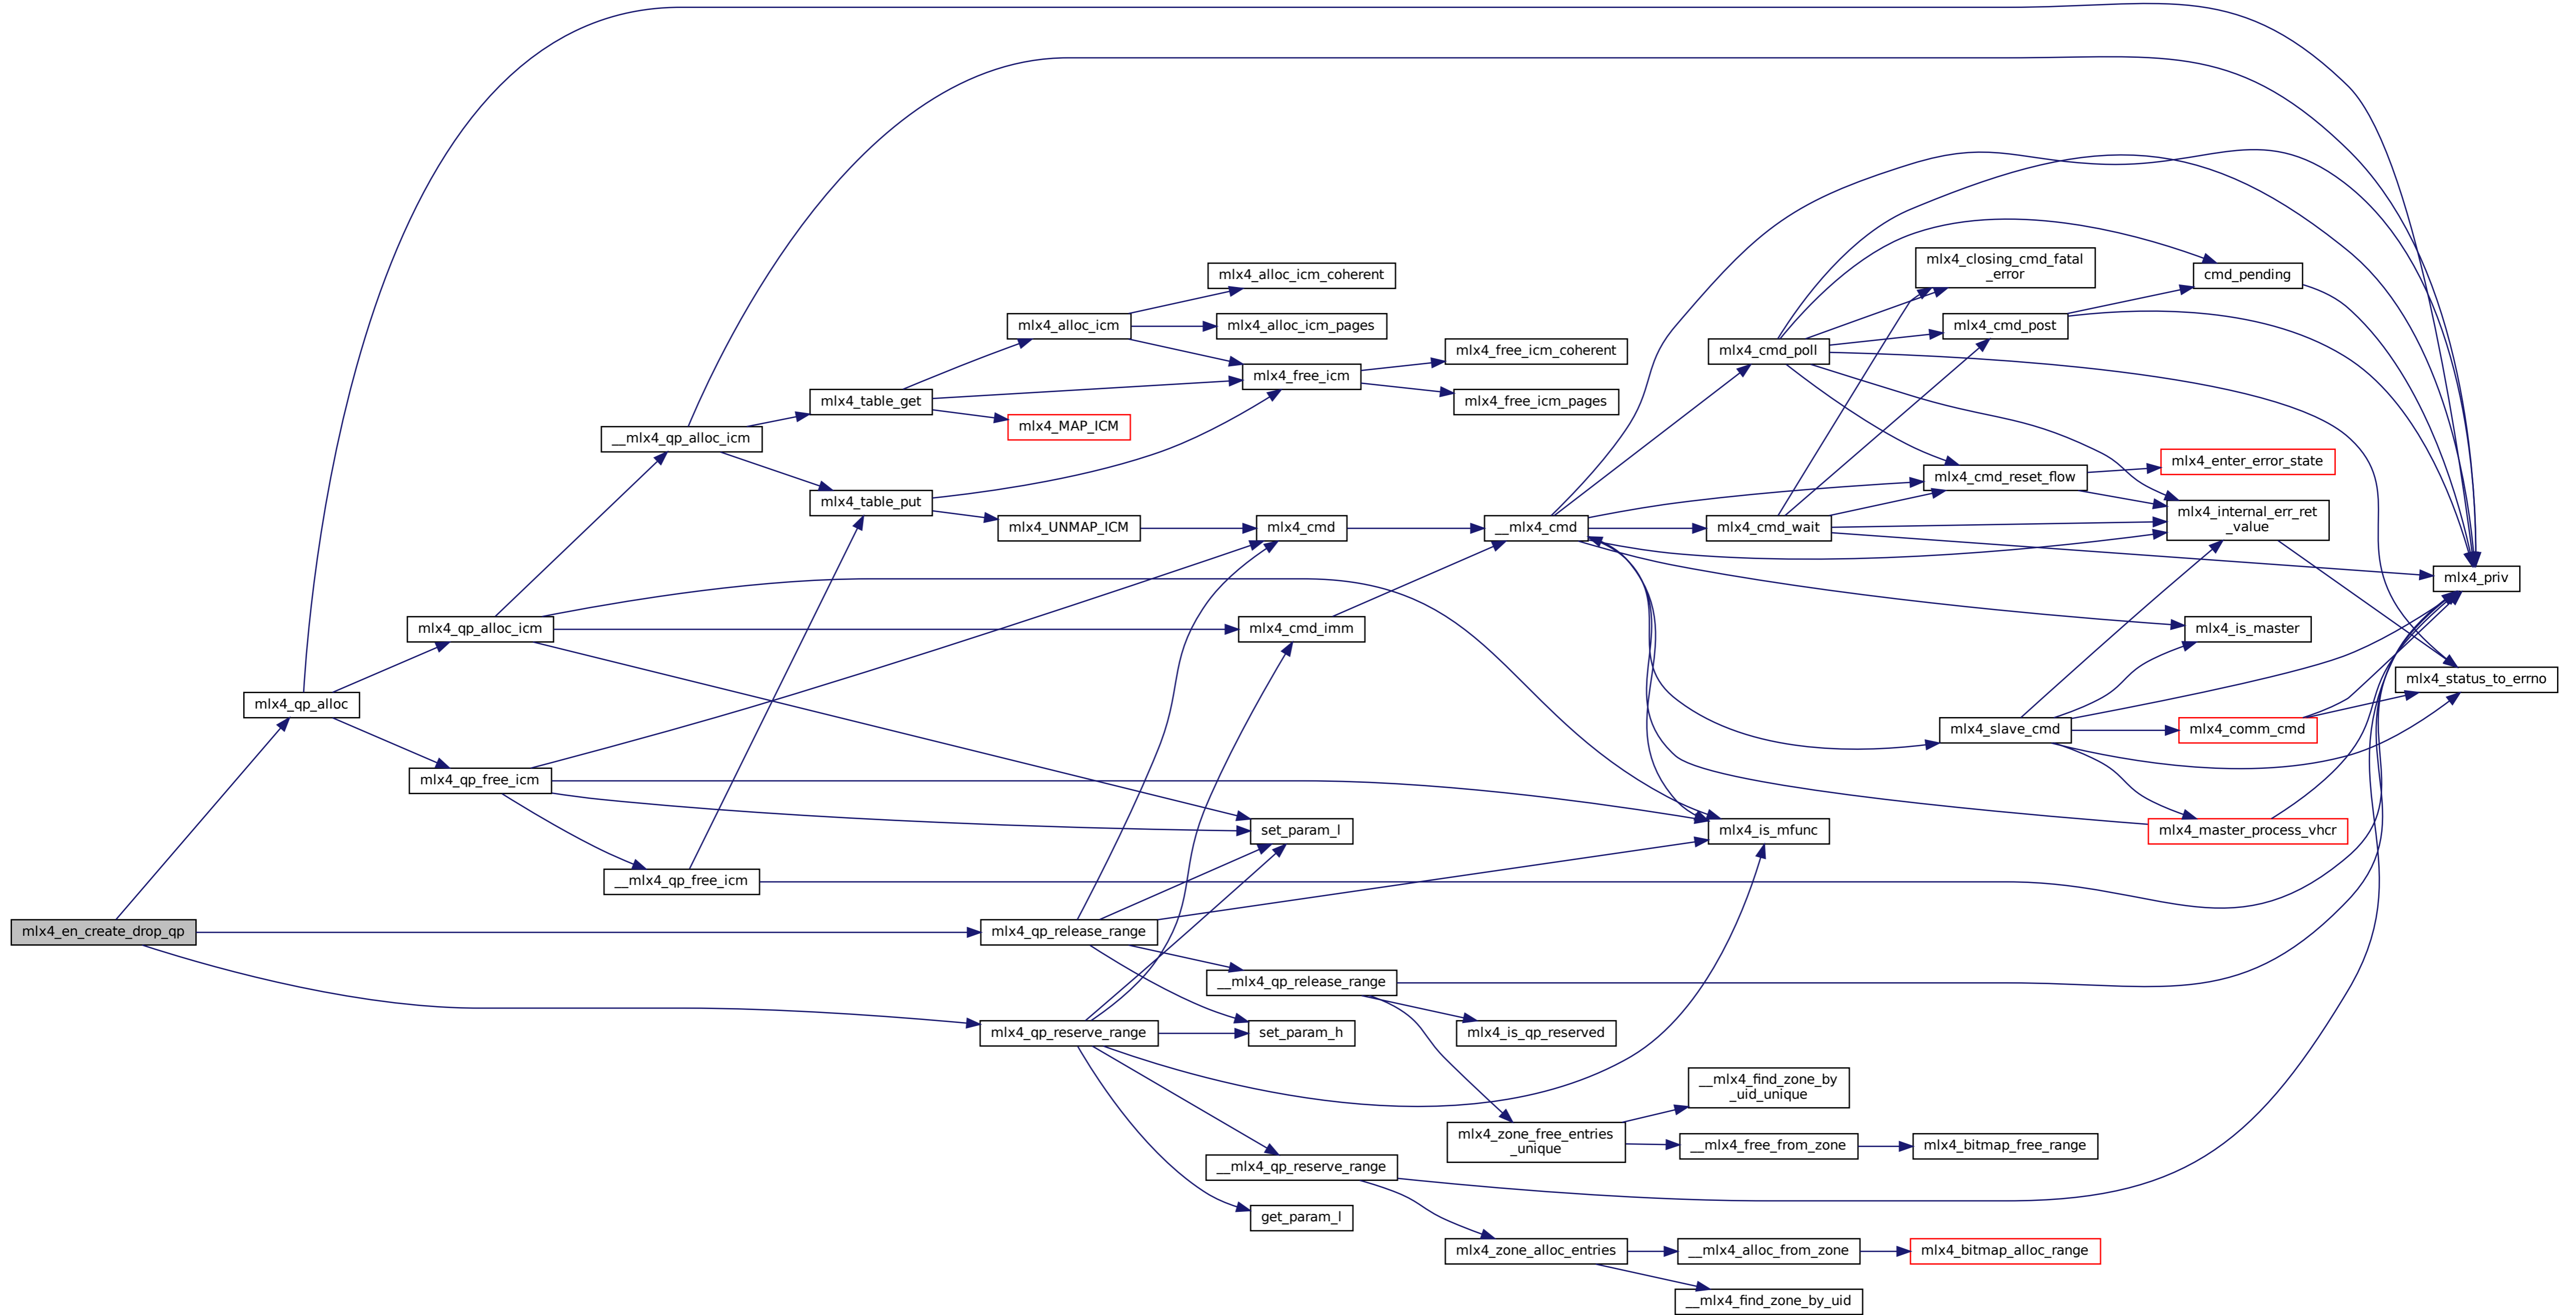 mlx4_en_create_drop_qp
mlx4_qp_alloc
mlx4_qp_alloc_icm
mlx4_qp_free_icm
__mlx4_qp_alloc_icm
__mlx4_qp_free_icm
mlx4_table_get
mlx4_table_put
mlx4_alloc_icm
mlx4_MAP_ICM
mlx4_UNMAP_ICM
mlx4_qp_release_range
mlx4_qp_reserve_range
mlx4_alloc_icm_coherent
mlx4_alloc_icm_pages
mlx4_free_icm
mlx4_cmd
mlx4_cmd_imm
set_param_l
__mlx4_qp_release_range
set_param_h
__mlx4_qp_reserve_range
get_param_l
mlx4_free_icm_coherent
mlx4_free_icm_pages
__mlx4_cmd
mlx4_is_qp_reserved
mlx4_zone_free_entries
_unique
mlx4_zone_alloc_entries
mlx4_cmd_poll
mlx4_cmd_wait
mlx4_is_mfunc
__mlx4_find_zone_by
_uid_unique
__mlx4_free_from_zone
__mlx4_alloc_from_zone
__mlx4_find_zone_by_uid
mlx4_closing_cmd_fatal
_error
mlx4_cmd_post
mlx4_cmd_reset_flow
mlx4_slave_cmd
mlx4_bitmap_free_range
mlx4_bitmap_alloc_range
cmd_pending
mlx4_enter_error_state
mlx4_internal_err_ret
_value
mlx4_is_master
mlx4_comm_cmd
mlx4_master_process_vhcr
mlx4_priv
mlx4_status_to_errno